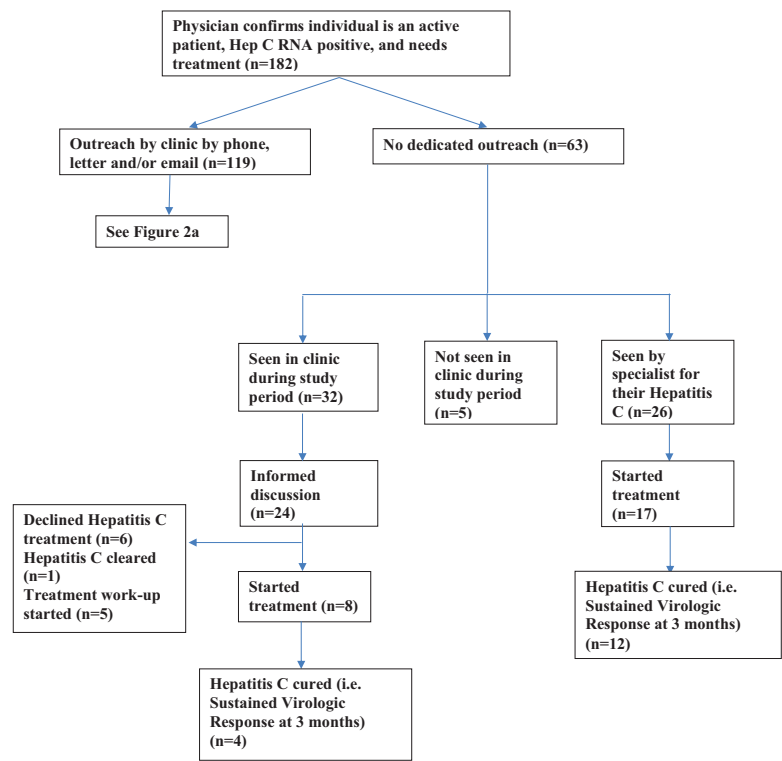 Physician confirms individual is an active
patient, Hep C RNA positive, and needs
treatment (n=182)
Outreach by clinic by phone,
letter and/or email (n=119)
No dedicated outreach (n=63)
See Figure 2a
Seen in clinic
during study
period (n=32)
Not seen in
clinic during
study period
(n=5)
Seen by
specialist for
their Hepatitis
C (n=26)
Informed
discussion
(n=24)
Started
treatment
(n=17)
Declined Hepatitis C
treatment (n=6)
Hepatitis C cleared
(n=1)
Treatment work-up
started (n=5)
Started
treatment (n=8)
Hepatitis C cured (i.e.
Sustained Virologic
Response at 3 months)
(n=12)
Hepatitis C cured (i.e.
Sustained Virologic
Response at 3 months)
(n=4)